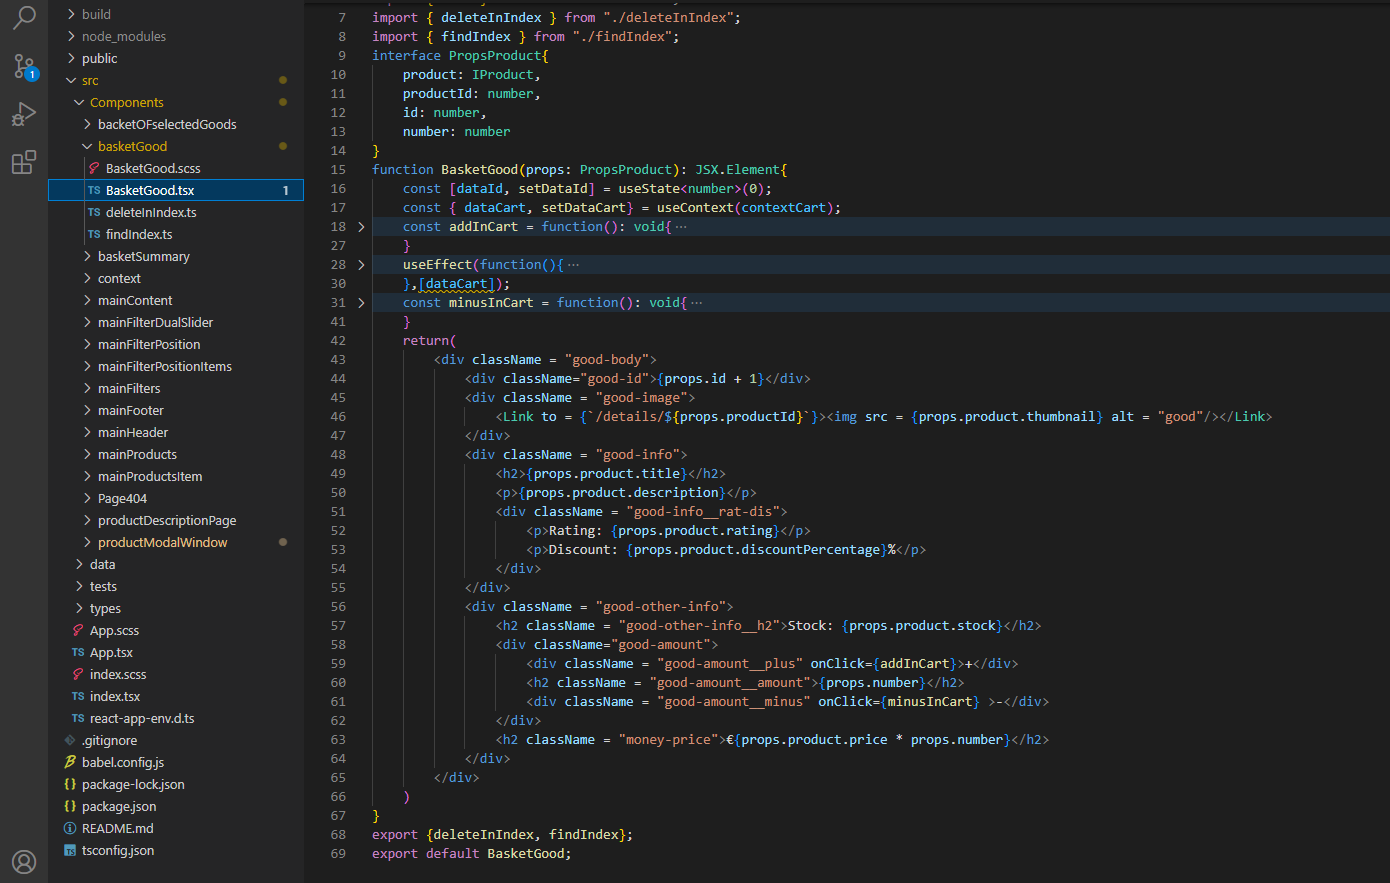 build
node_modules
public
src
Components
backetOFselectedGoods
basketGood
BasketGood.scss
TS BasketGood.tsx 1
TS deleteInIndex.ts
TS findIndex.ts
basketSummary
context
mainContent
mainFilterDualSlider
mainFilterPosition
mainFilterPositionItems
mainFilters
mainFooter
mainHeader
mainProducts
mainProductsItem
Page404
productDescriptionPage
productModalWindow
data
tests
types
App.scss
TS App.tsx
index.scss
TS index.tsx
TS react-app-env.d.ts
.gitignore
babel.config.js
{} package-lock.json
{} package.json
README.md
tsconfig.json
1
7 import { deleteInIndex } from "./deleteInIndex";
8 import { findIndex } from "./findIndex";
9 interface PropsProduct{
10 product: IProduct,
11 productId: number,
12 id: number,
13 number: number
14 }
15 function BasketGood(props: PropsProduct): JSX.Element{
16 const [dataId, setDataId] = useState<number>(0);
17 const { dataCart, setDataCart} = useContext(contextCart);
18 const addInCart = function(): void{ ···
27 }
28 useEffect(function(){ ···
30 },[dataCart]);
31 const minusInCart = function(): void{ ···
41 }
42 return(
43 <div className = "good-body">
44 <div className="good-id">{props.id + 1}</div>
45 <div className = "good-image">
46 <Link to = {`/details/${props.productId}`}><img src = {props.product.thumbnail} alt = "good"/></Link>
47 </div>
48 <div className = "good-info">
49 <h2>{props.product.title}</h2>
50 <p>{props.product.description}</p>
51 <div className = "good-info__rat-dis">
52 <p>Rating: {props.product.rating}</p>
53 <p>Discount: {props.product.discountPercentage}%</p>
54 </div>
55 </div>
56 <div className = "good-other-info">
57 <h2 className = "good-other-info__h2">Stock: {props.product.stock}</h2>
58 <div className="good-amount">
59 <div className = "good-amount__plus" onClick={addInCart}>+</div>
60 <h2 className = "good-amount__amount">{props.number}</h2>
61 <div className = "good-amount__minus" onClick={minusInCart} >-</div>
62 </div>
63 <h2 className = "money-price">€{props.product.price * props.number}</h2>
64 </div>
65 </div>
66 )
67 }
68 export {deleteInIndex, findIndex};
69 export default BasketGood;